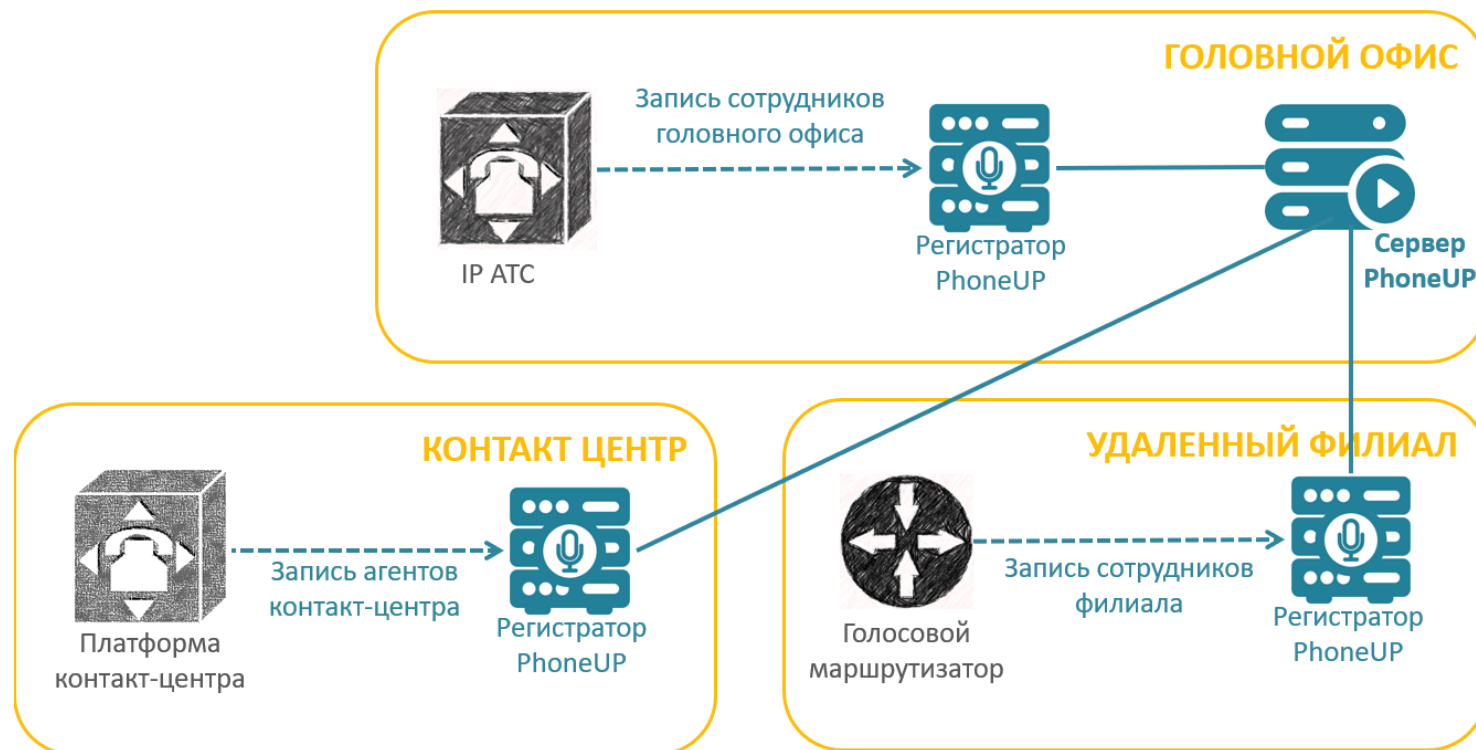 ГОЛОВНОЙ ОФИС
Запись сотрудников
головного офиса
IP АТС
Регистратор
PhoneUP
Сервер
PhoneUP
КОНТАКТ ЦЕНТР
Запись агентов
контакт-центра
Платформа
контакт-центра
Регистратор
PhoneUP
УДАЛЕННЫЙ ФИЛИАЛ
Запись сотрудников
филиала
Голосовой
маршрутизатор
Регистратор
PhoneUP